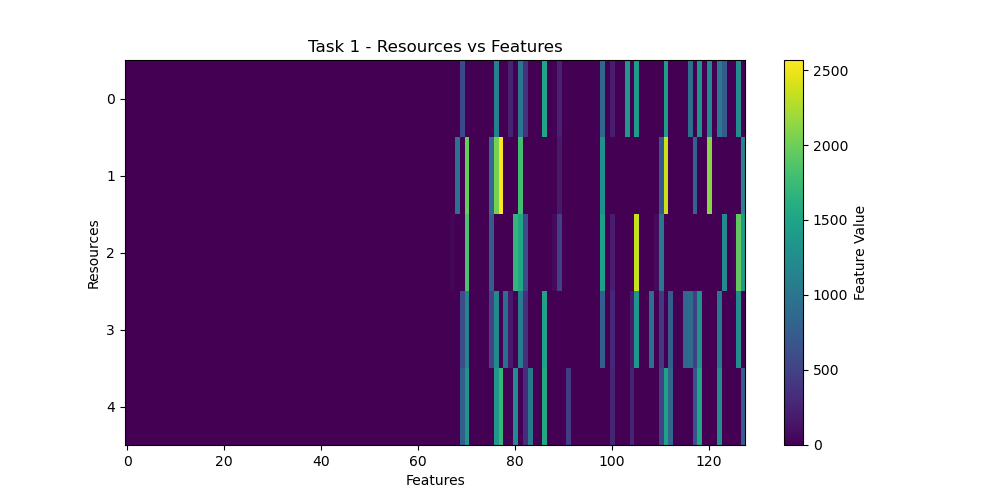 Task 1 - Resources vs Features
Resources
0
1
2
3
4
0 20 40 60 80 100 120
Features
2500
2000
1500
1000
500
0
Feature Value